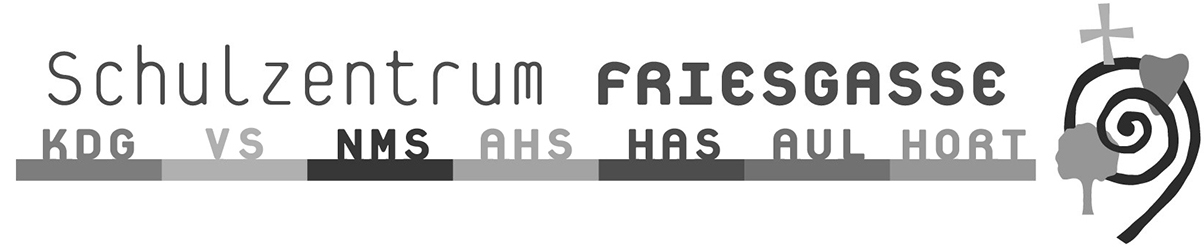 Schulzentrum FRIESGASSE
KDG VS NMS AHS HAS AUL HORT